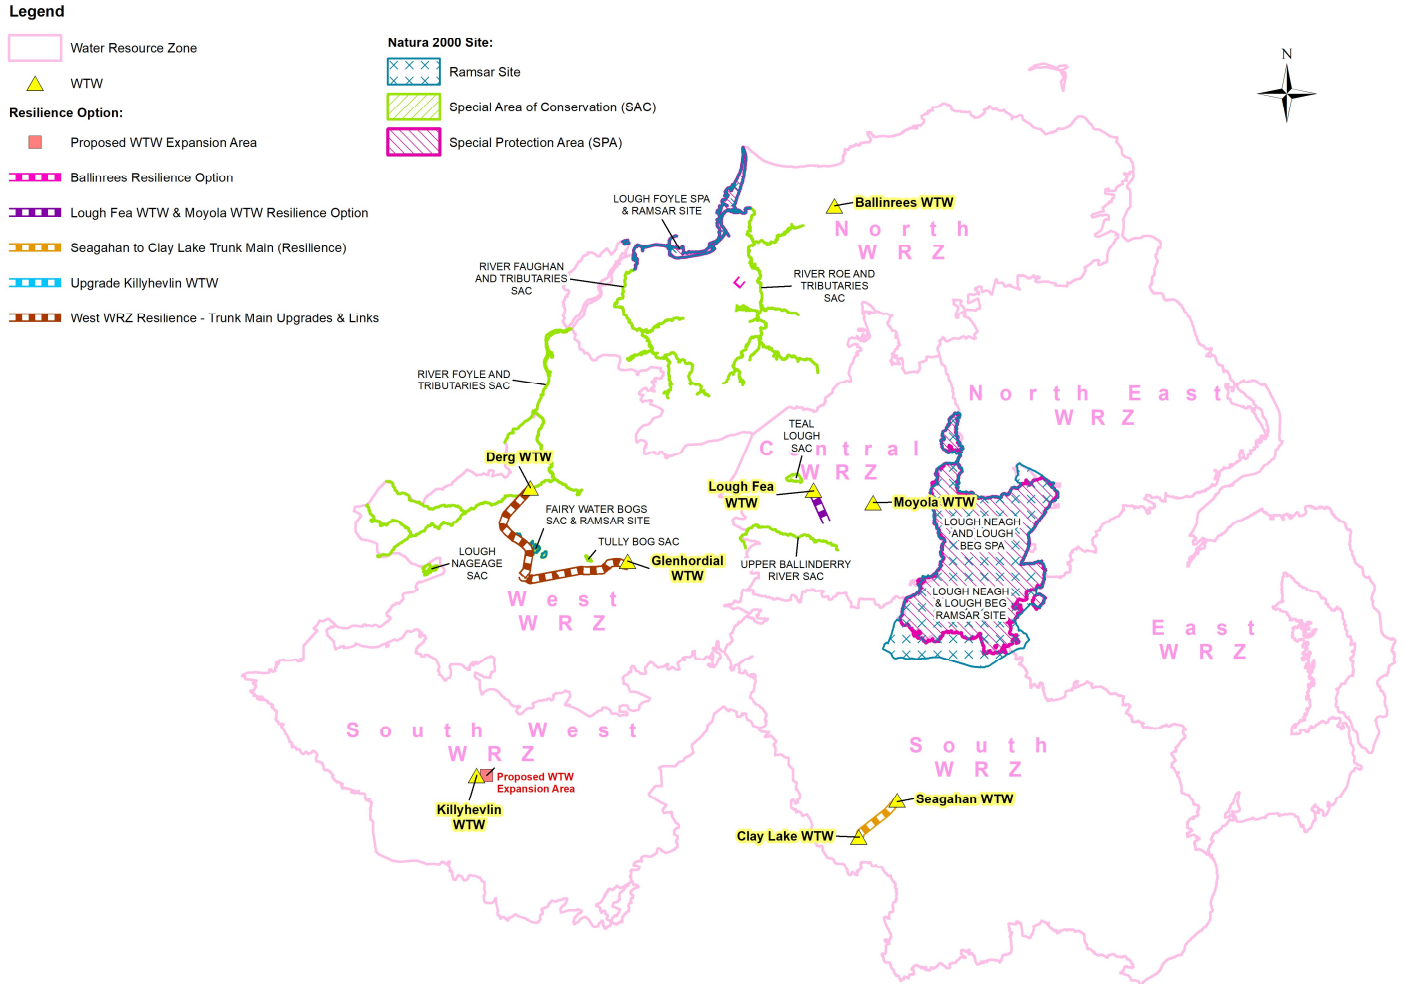 Legend
Water Resource Zone
WTW
Resilience Option:
Proposed WTW Expansion Area
Ballinrees Resilience Option
Lough Fea WTW & Moyola WTW Resilience Option
Seagahan to Clay Lake Trunk Main (Resilience)
Upgrade Killyhevlin WTW
West WRZ Resilience - Trunk Main Upgrades & Links
Natura 2000 Site:
Ramsar Site
Special Area of Conservation (SAC)
Special Protection Area (SPA)
N
LOUGH FOYLE SPA
& RAMSAR SITE
Ballinrees WTW
North
WRZ
RIVER FAUGHAN
AND TRIBUTARIES
SAC
RIVER ROE AND
TRIBUTARIES
SAC
RIVER FOYLE AND
TRIBUTARIES SAC
North East
WRZ
TEAL
LOUGH
SAC
Central
WRZ
Derg WTW
Lough Fea
WTW
Moyola WTW
FAIRY WATER BOGS
SAC & RAMSAR SITE
TULLY BOG SAC
LOUGH
NAGEAGE
SAC
Glenhordial
WTW
UPPER BALLINDERRY
RIVER SAC
LOUGH NEAGH
AND LOUGH
BEG SPA
LOUGH NEAGH
& LOUGH BEG
RAMSAR SITE
West
WRZ
East
WRZ
South West
WRZ
Proposed WTW
Expansion Area
Killyhevlin
WTW
South
WRZ
Seagahan WTW
Clay Lake WTW